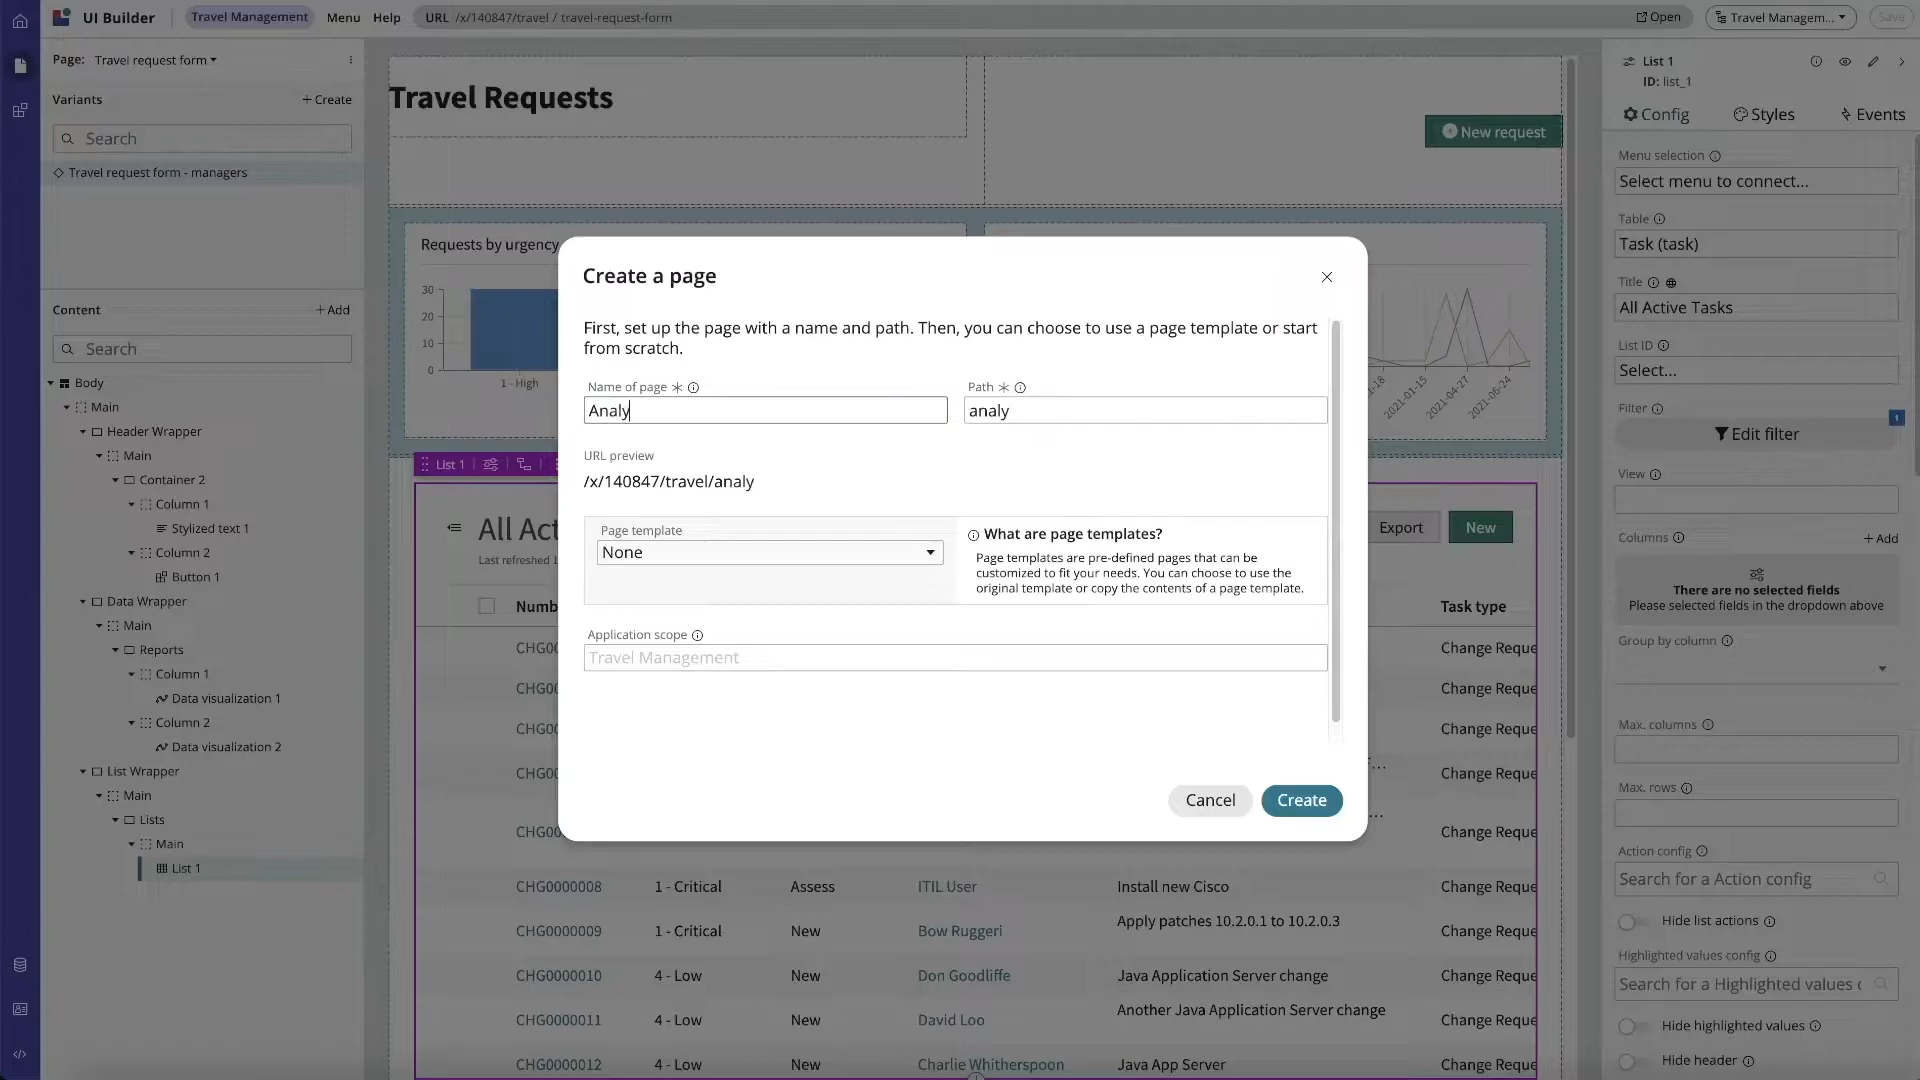 UI Builder
Travel Management
Menu
Help
URL /x/140847/travel / travel-request-form
Open
Travel Managem...
Save
Page: Travel request form
Variants
+ Create
Search
Travel request form - managers
Content
+ Add
Search
Body
Main
Header Wrapper
Main
Container 2
Column 1
Stylized text 1
Column 2
Button 1
Data Wrapper
Main
Reports
Column 1
Data visualization 1
Column 2
Data visualization 2
List Wrapper
Main
Lists
Main
List 1
Travel Requests
New request
Requests by urgency
30
20
10
0
1 - High
2021-01-15
2021-04-27
2021-06-24
List 1
All Act
Last refreshed 1
Export
New
Numb
Task type
CHG00
Change Reque
CHG00
Change Reque
CHG00
Change Reque
CHG00
Change Reque
CHG00
Change Reque
CHG0000008 1 - Critical Assess ITIL User Install new Cisco Change Reque
CHG0000009 1 - Critical New Bow Ruggeri Apply patches 10.2.0.1 to 10.2.0.3 Change Reque
CHG0000010 4 - Low New Don Goodliffe Java Application Server change Change Reque
CHG0000011 4 - Low New David Loo Another Java Application Server change Change Reque
CHG0000012 4 - Low New Charlie Whitherspoon Java App Server Change Reque
Create a page
First, set up the page with a name and path. Then, you can choose to use a page template or start
from scratch.
Name of page
Analy
Path
analy
URL preview
/x/140847/travel/analy
Page template
None
What are page templates?
Page templates are pre-defined pages that can be
customized to fit your needs. You can choose to use the
original template or copy the contents of a page template.
Application scope
Travel Management
Cancel
Create
List 1
ID: list_1
Config
Styles
Events
Menu selection
Select menu to connect...
Table
Task (task)
Title
All Active Tasks
List ID
Select...
Filter
1
Edit filter
View
Columns
+ Add
There are no selected fields
Please selected fields in the dropdown above
Group by column
Max. columns
Max. rows
Action config
Search for a Action config
Hide list actions
Highlighted values config
Search for a Highlighted values c
Hide highlighted values
Hide header